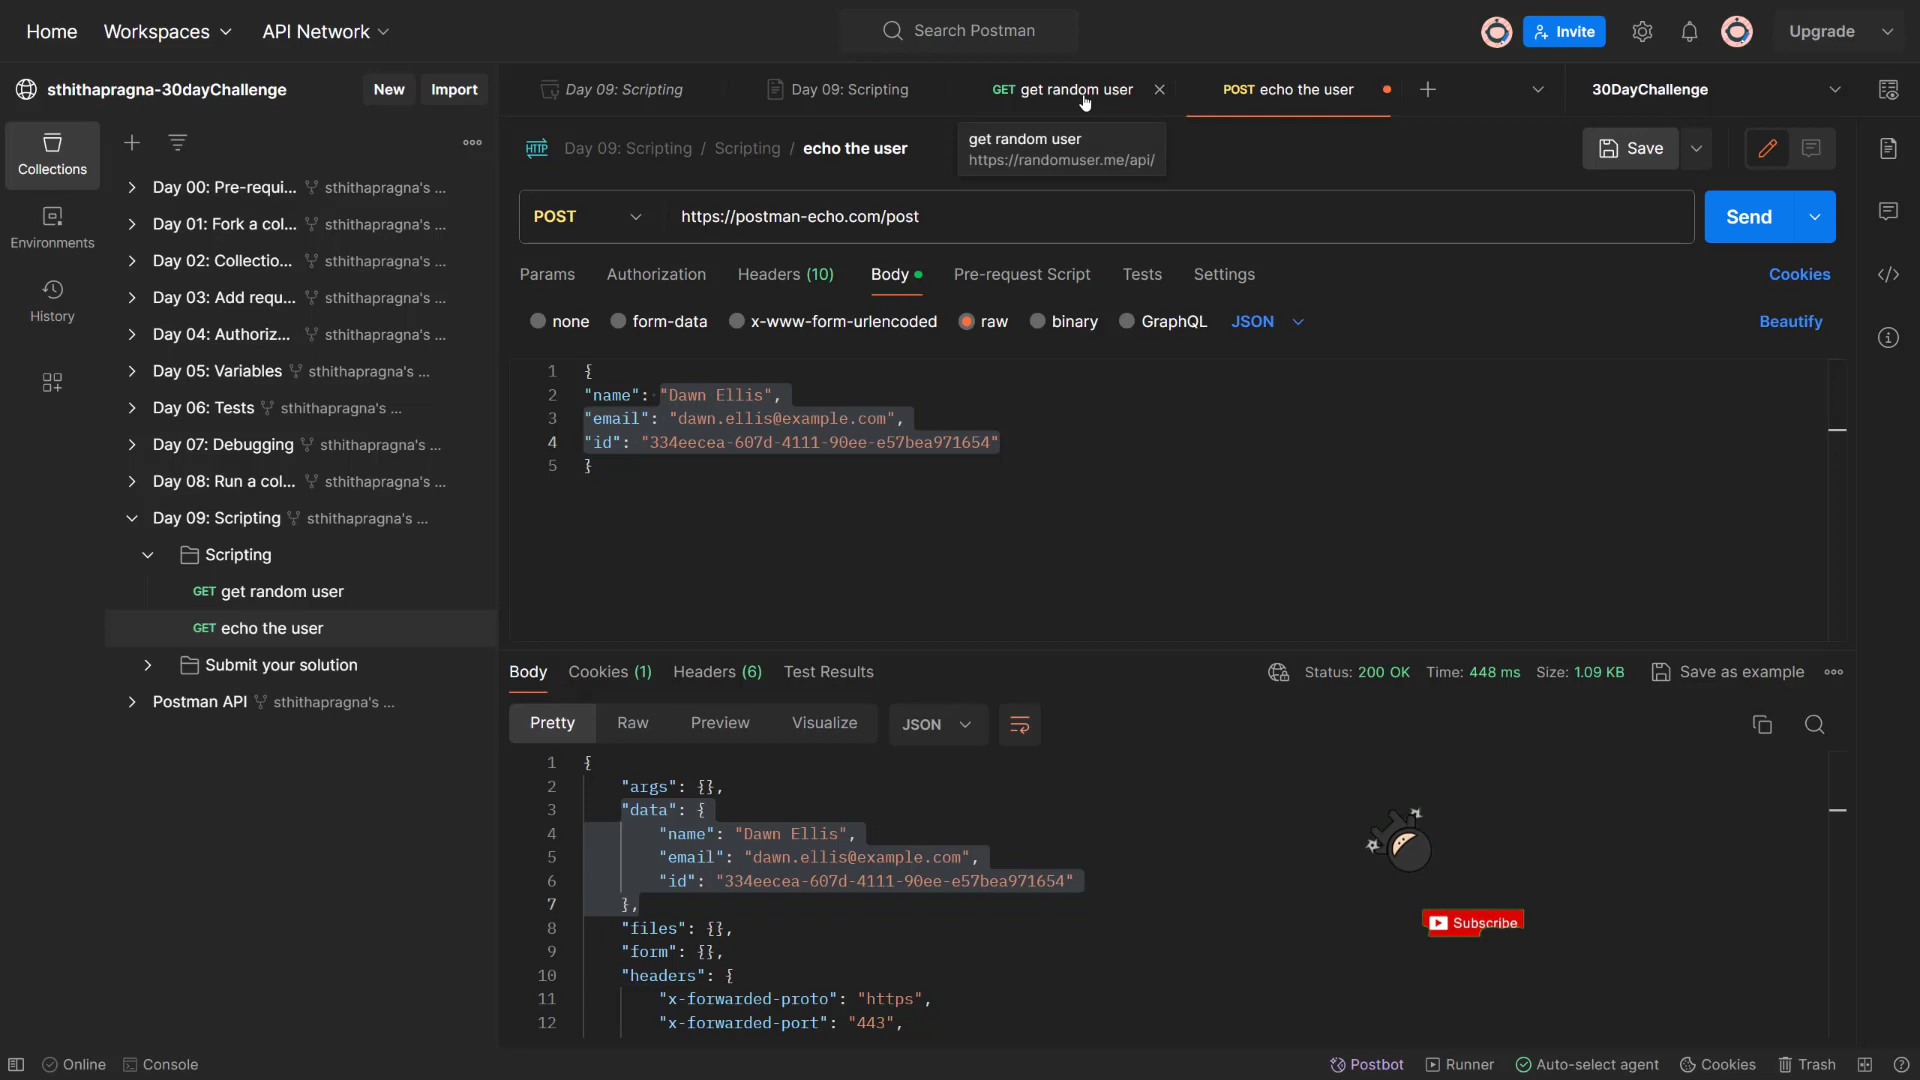 Home Workspaces API Network Search Postman Invite Upgrade
sthithapragna-30dayChallenge New Import
Day 09: Scripting Day 09: Scripting GET get random user POST echo the user 30DayChallenge
get random user
https://randomuser.me/api/
HTTP Day 09: Scripting / Scripting / echo the user Save
POST https://postman-echo.com/post Send
Params Authorization Headers (10) Body Pre-request Script Tests Settings Cookies
none form-data x-www-form-urlencoded raw binary GraphQL JSON Beautify
1 {
2 "name": "Dawn Ellis",
3 "email": "dawn.ellis@example.com",
4 "id": "334eecea-607d-4111-90ee-e57bea971654"
5 }
Collections
Environments
History
Day 00: Pre-requi... sthithapragna's ...
Day 01: Fork a col... sthithapragna's ...
Day 02: Collectio... sthithapragna's ...
Day 03: Add requ... sthithapragna's ...
Day 04: Authoriz... sthithapragna's ...
Day 05: Variables sthithapragna's ...
Day 06: Tests sthithapragna's ...
Day 07: Debugging sthithapragna's ...
Day 08: Run a col... sthithapragna's ...
Day 09: Scripting sthithapragna's ...
Scripting
GET get random user
GET echo the user
Submit your solution
Postman API sthithapragna's ...
Body Cookies (1) Headers (6) Test Results Status: 200 OK Time: 448 ms Size: 1.09 KB Save as example
Pretty Raw Preview Visualize JSON
1 {
2 "args": {},
3 "data": {
4 "name": "Dawn Ellis",
5 "email": "dawn.ellis@example.com",
6 "id": "334eecea-607d-4111-90ee-e57bea971654"
7 },
8 "files": {},
9 "form": {},
10 "headers": {
11 "x-forwarded-proto": "https",
12 "x-forwarded-port": "443",
Subscribe
Online Console Postbot Runner Auto-select agent Cookies Trash